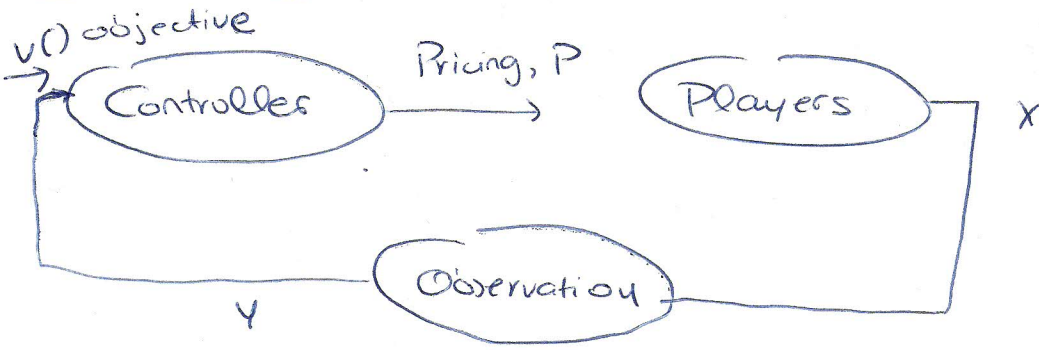 v() objective
Pricing, P
Controller
Players
X
Observation
Y